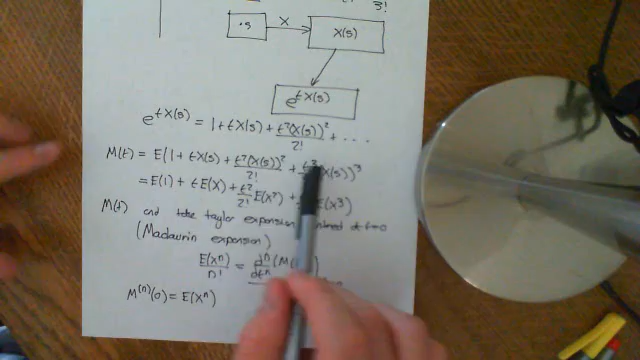 3!
·s X X(s)
e^{tX(s)}
e^{tX(s)} = 1 + tX(s) + t²(X(s))²/2! + ...
M(t) = E(1 + tX(s) + t²(X(s))²/2! + t³ X(s))³
= E(1) + tE(X) + t²/2! E(X²) + E(X³)
M(t) and take taylor expansion at t=0
(Maclaurin expansion)
E(Xⁿ)/n! = dⁿ/dtⁿ (M(
M⁽ⁿ⁾(0) = E(Xⁿ)